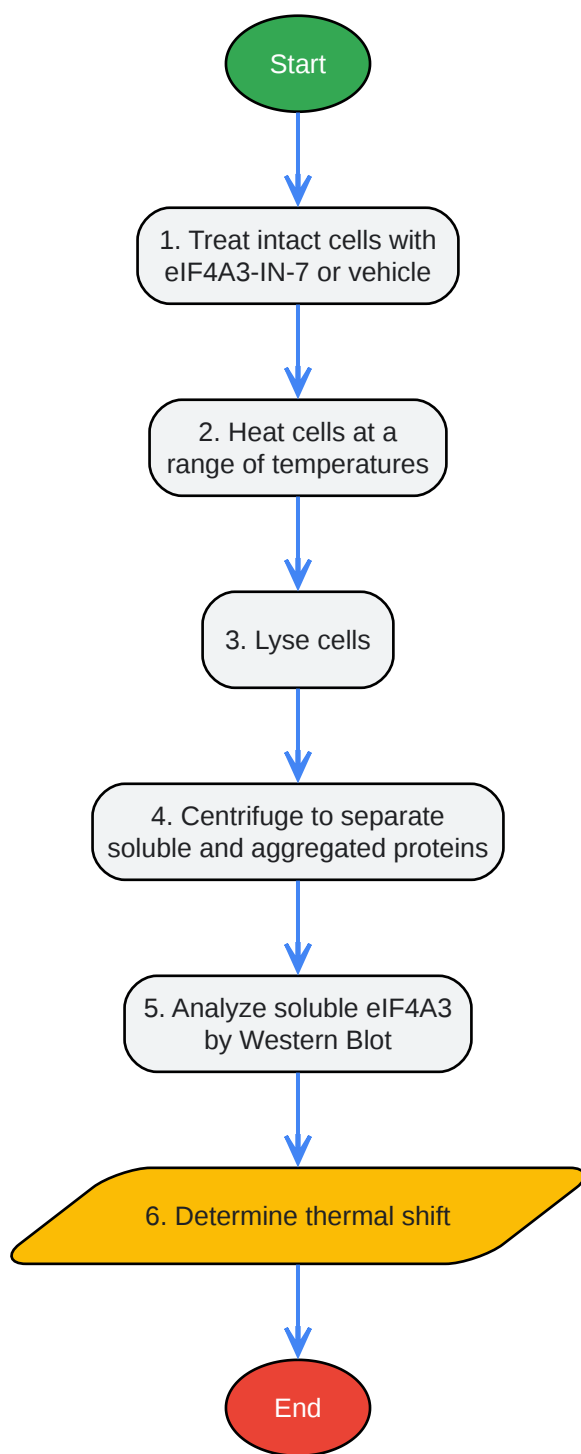 Start
1. Treat intact cells with
eIF4A3-IN-7 or vehicle
2. Heat cells at a
range of temperatures
3. Lyse cells
4. Centrifuge to separate
soluble and aggregated proteins
5. Analyze soluble eIF4A3
by Western Blot
6. Determine thermal shift
End